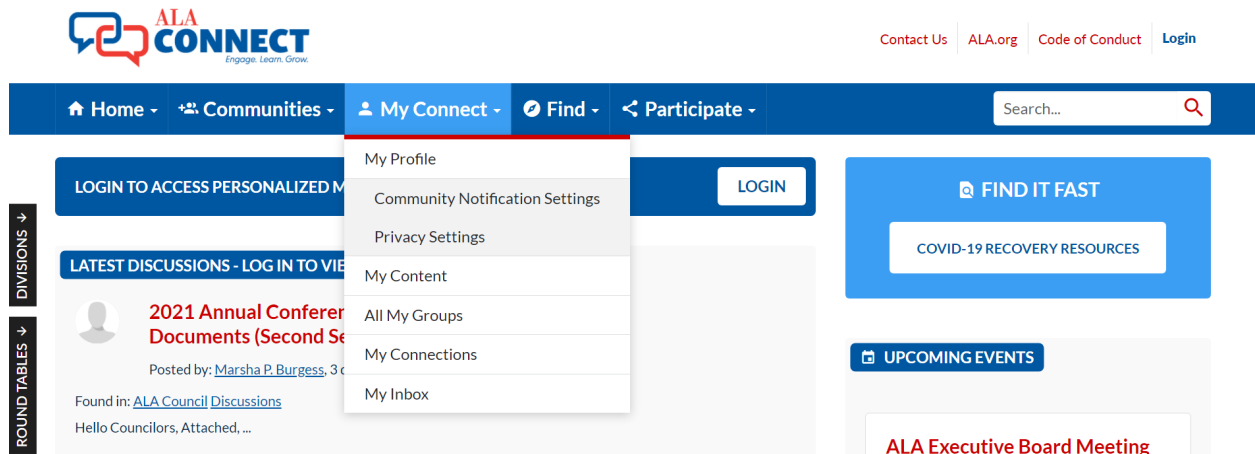 ALA
CONNECT
Engage. Learn. Grow.
Contact Us ALA.org Code of Conduct Login
Home Communities My Connect Find Participate
Search...
My Profile
Community Notification Settings
Privacy Settings
My Content
All My Groups
My Connections
My Inbox
LOGIN TO ACCESS PERSONALIZED
LOGIN
LATEST DISCUSSIONS - LOG IN TO
2021 Annual
Documents (Second
Posted by: Marsha P. Burgess, 3
Found in: ALA Council Discussions
Hello Councilors, Attached, ...
DIVISIONS →
ROUND TABLES →
FIND IT FAST
COVID-19 RECOVERY RESOURCES
UPCOMING EVENTS
ALA Executive Board Meeting